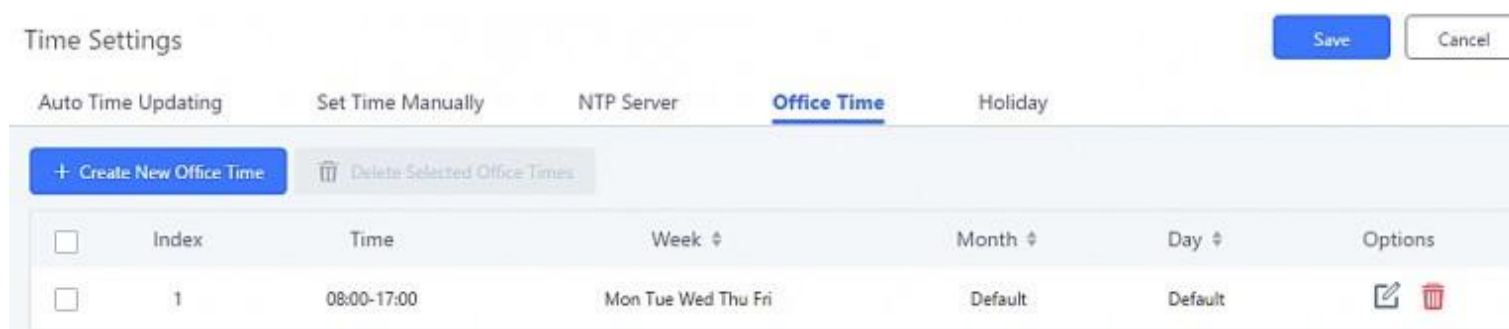 Time Settings Save Cancel
Auto Time Updating Set Time Manually NTP Server Office Time Holiday
+ Create New Office Time Delete Selected Office Times
Index Time Week Month Day Options
1 08:00-17:00 Mon Tue Wed Thu Fri Default Default